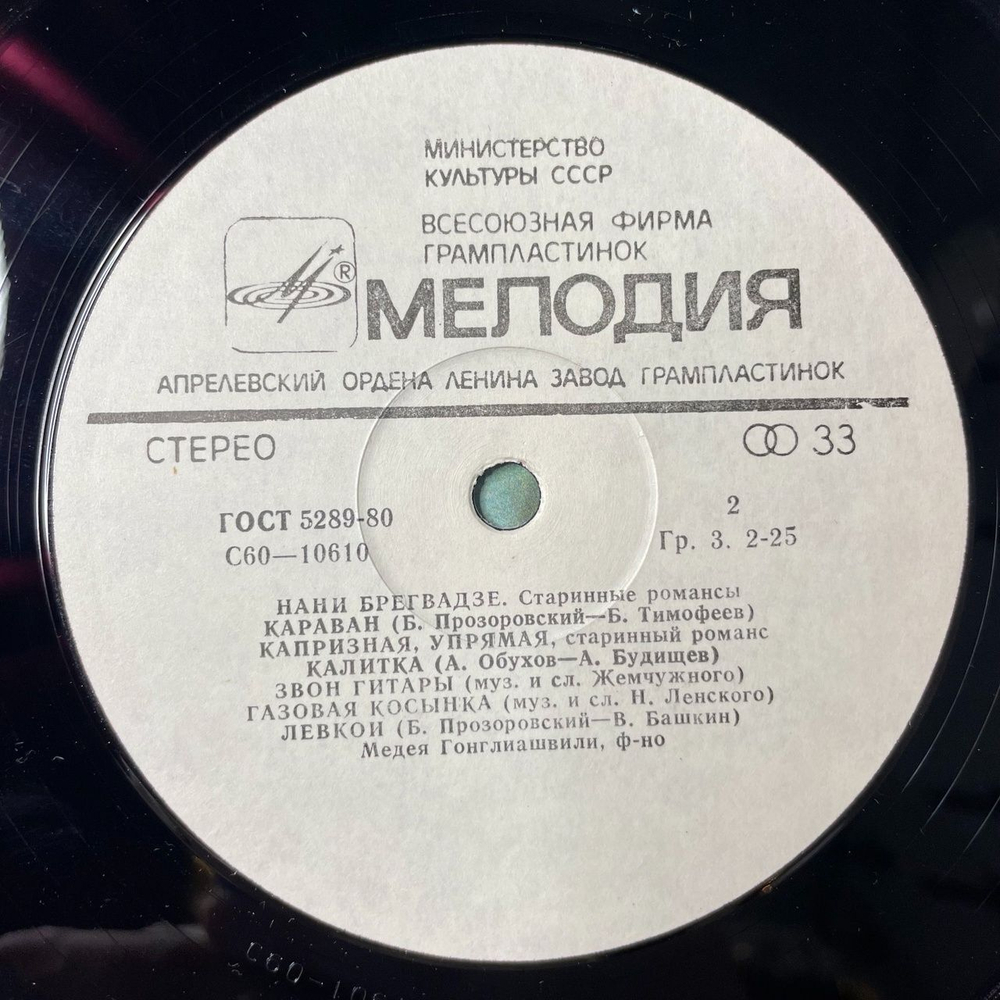 МИНИСТЕРСТВО
КУЛЬТУРЫ СССР
ВСЕСОЮЗНАЯ ФИРМА
ГРАМПЛАСТИНОК
®
МЕЛОДИЯ
АПРЕЛЕВСКИЙ ОРДЕНА ЛЕНИНА ЗАВОД ГРАМПЛАСТИНОК
СТЕРЕО 33
ГОСТ 5289-80 2
С60—10610 Гр. 3. 2-25
НАНИ БРЕГВАДЗЕ. Старинные романсы
КАРАВАН (Б. Прозоровский—Б. Тимофеев)
КАПРИЗНАЯ, УПРЯМАЯ, старинный романс
КАЛИТКА (А. Обухов—А. Будищев)
ЗВОН ГИТАРЫ (муз. и сл. Жемчужного)
ГАЗОВАЯ КОСЫНКА (муз. и сл. Н. Ленского)
ЛЕВКОИ (Б. Прозоровский—В. Башкин)
Медея Гонглиашвили, ф-но